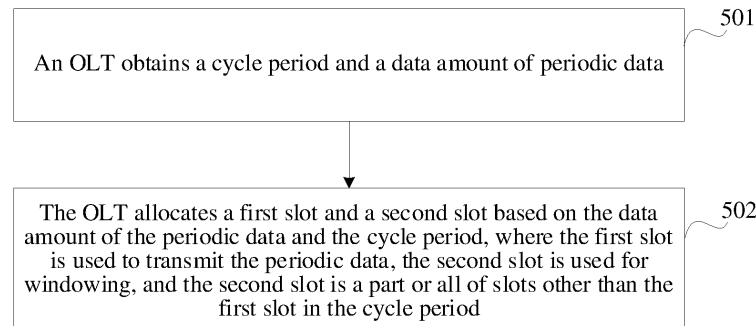 501
An OLT obtains a cycle period and a data amount of periodic data
502
The OLT allocates a first slot and a second slot based on the data
amount of the periodic data and the cycle period, where the first slot
is used to transmit the periodic data, the second slot is used for
windowing, and the second slot is a part or all of slots other than the
first slot in the cycle period